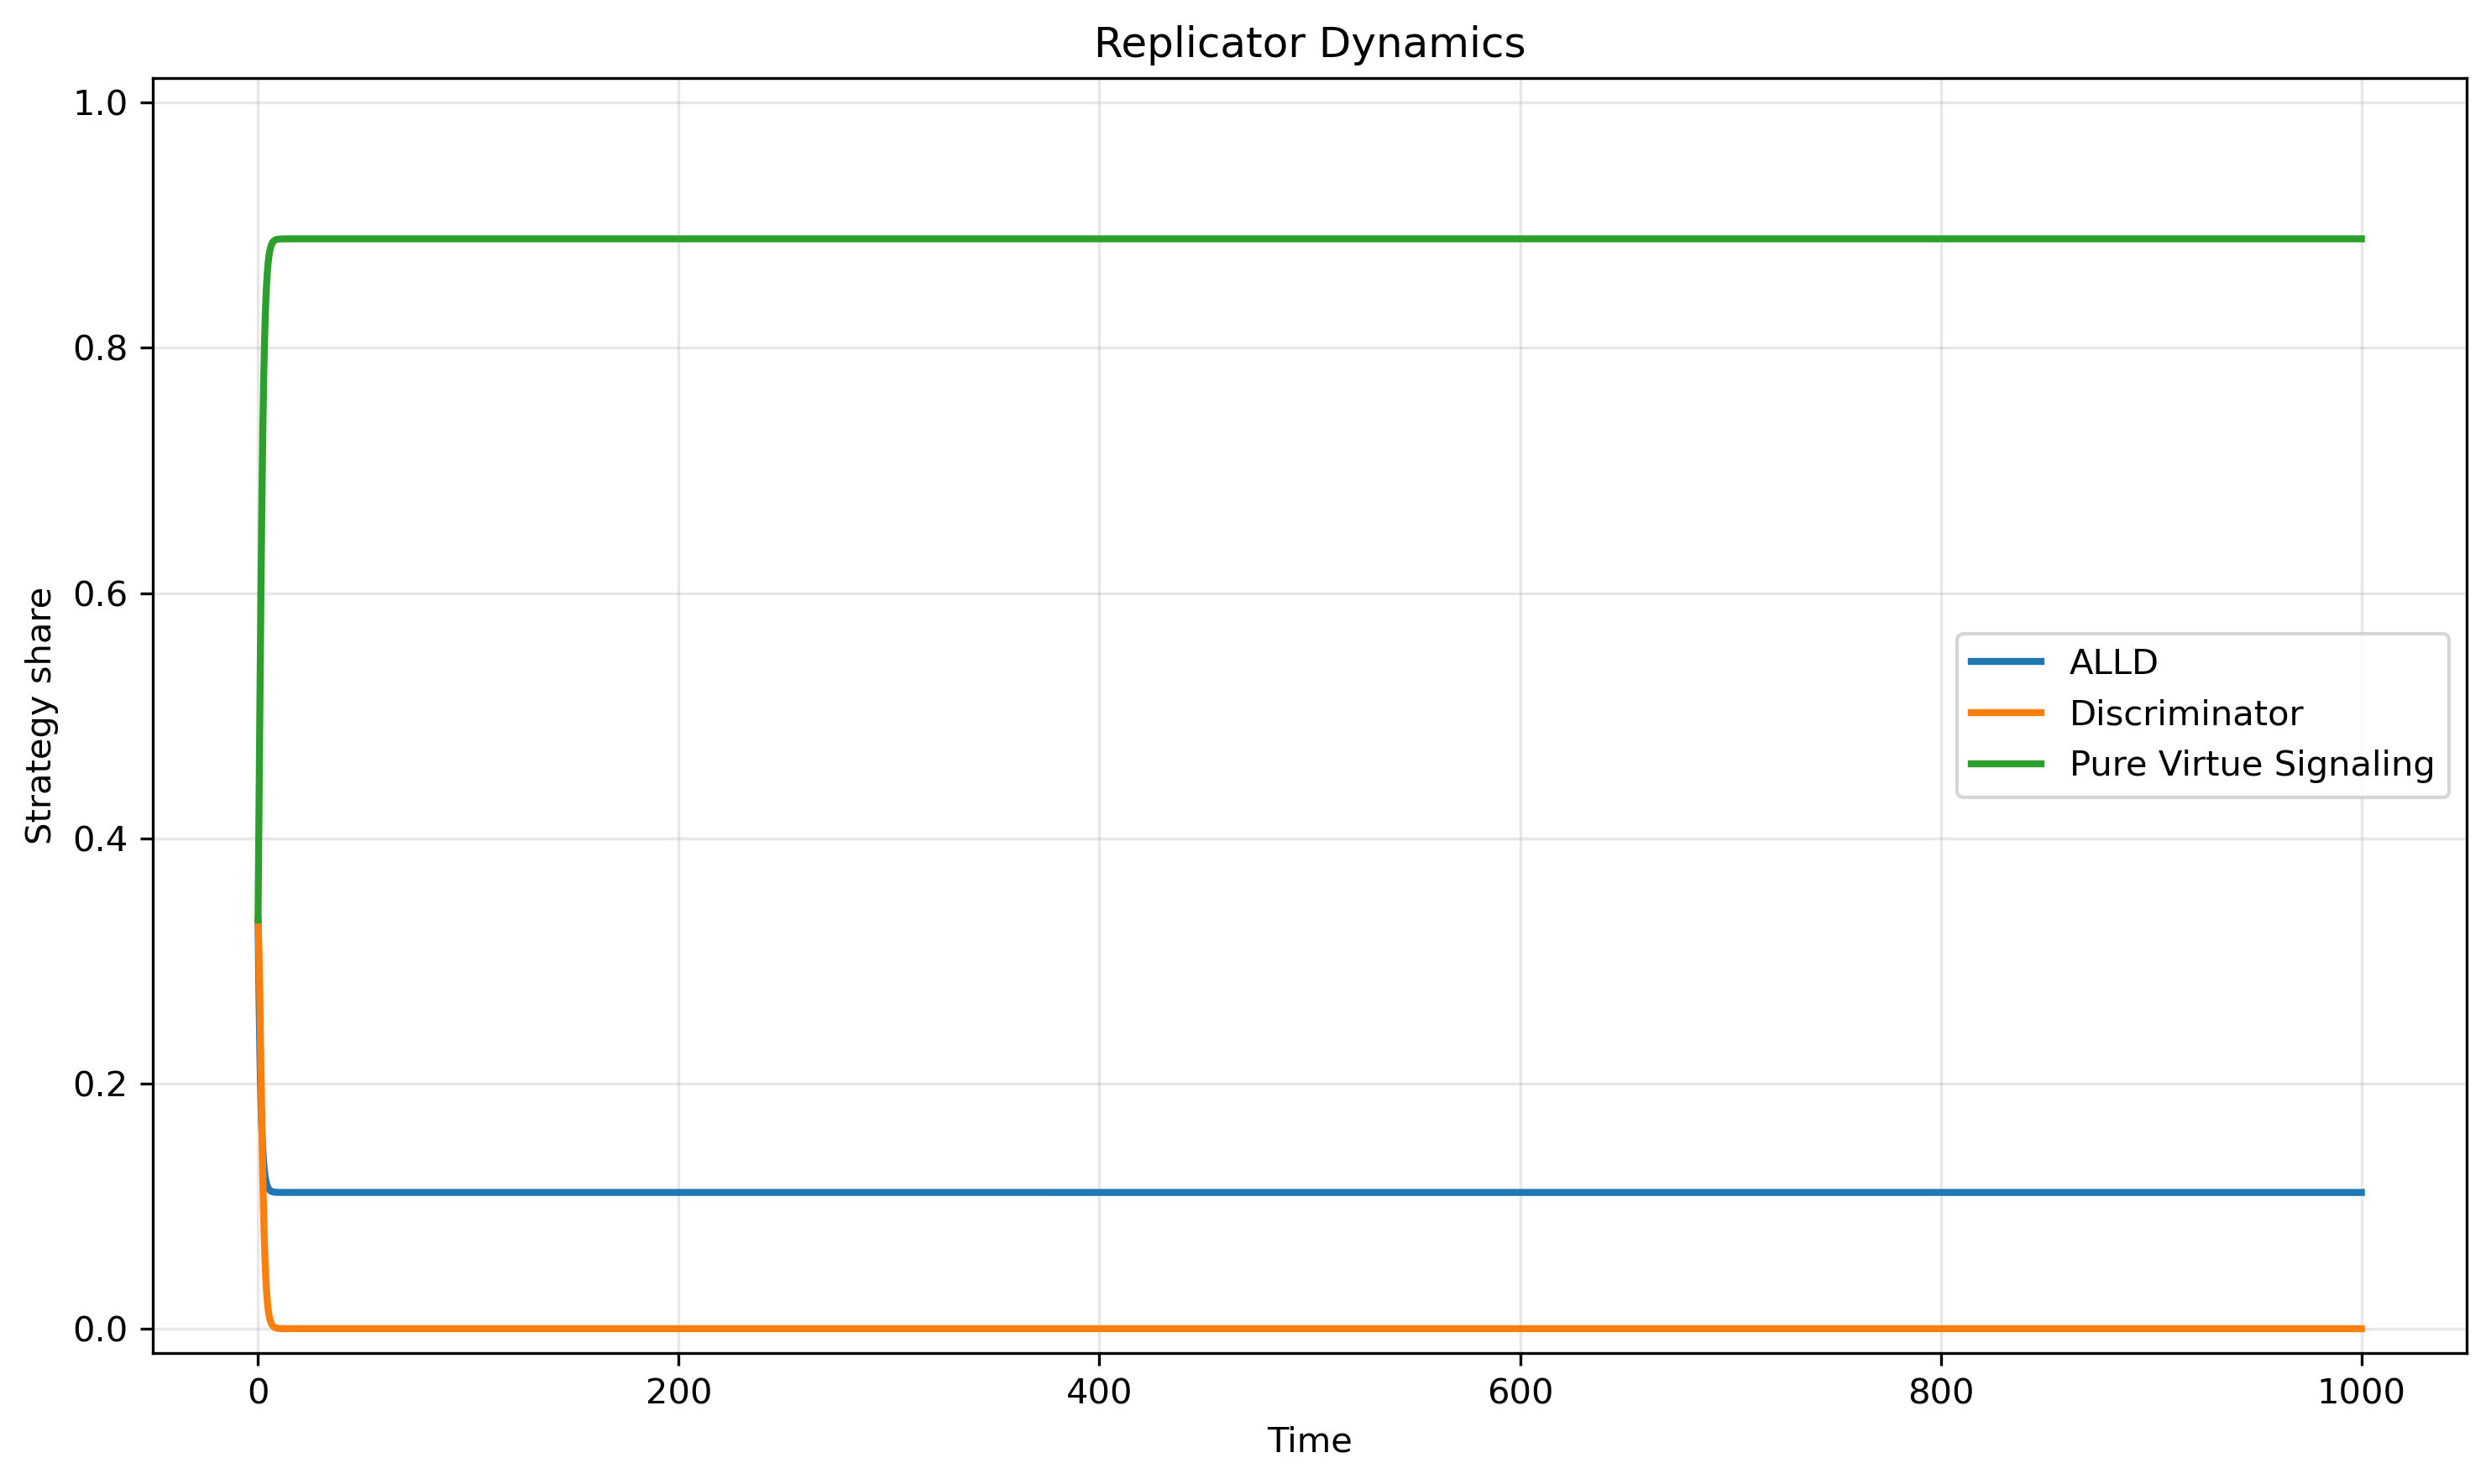 Replicator Dynamics
1.0
0.8
0.6
0.4
0.2
0.0
Strategy share
ALLD
Discriminator
Pure Virtue Signaling
0
200
400
600
800
1000
Time